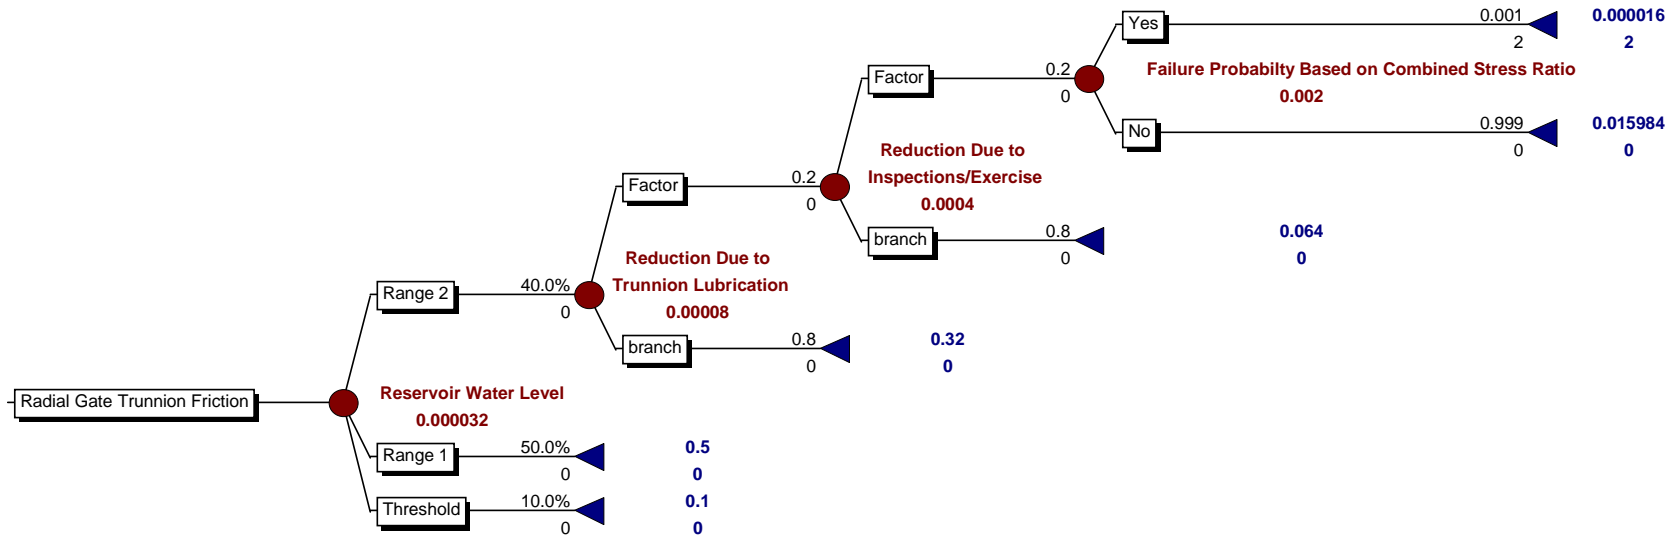 Yes
0.001
0.000016
2
2
Factor
0.2
0
Failure Probabilty Based on Combined Stress Ratio
0.002
No
0.999
0.015984
0
0
Reduction Due to
Inspections/Exercise
0.0004
Factor
0.2
0
branch
0.8
0.064
0
0
Reduction Due to
Trunnion Lubrication
0.00008
Range 2
40.0%
0
branch
0.8
0.32
0
0
Radial Gate Trunnion Friction
Reservoir Water Level
0.000032
Range 1
50.0%
0.5
0
0
Threshold
10.0%
0.1
0
0